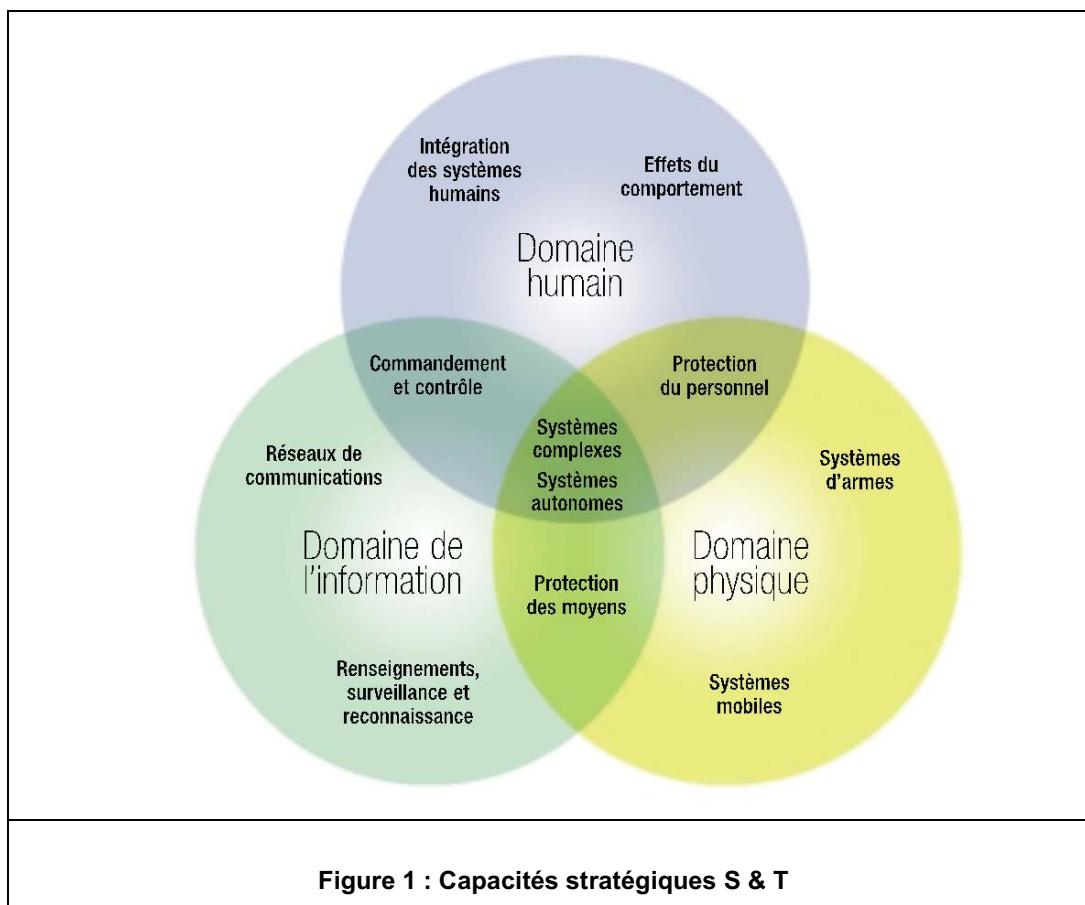 Intégration
des systèmes
humains
Effets du
comportement
Domaine
humain
Commandement
et contrôle
Protection
du personnel
Systèmes
complexes
Systèmes
autonomes
Réseaux de
communications
Systèmes
d'armes
Domaine de
l'information
Domaine
physique
Protection
des moyens
Renseignements,
surveillance et
reconnaissance
Systèmes
mobiles
Figure 1 : Capacités stratégiques S & T